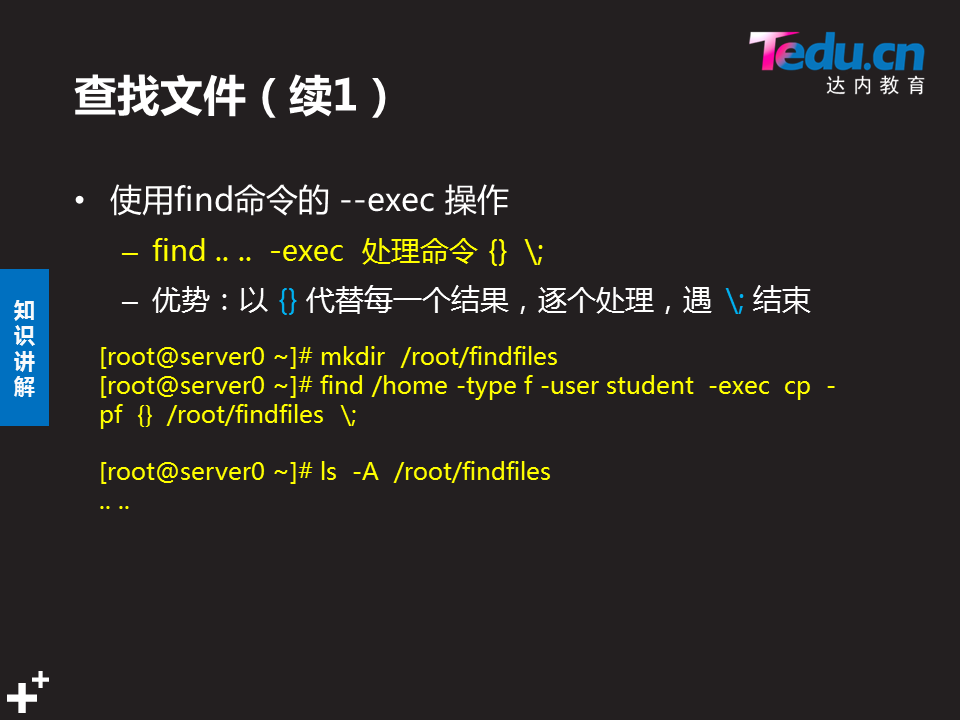 Tedu.cn
达内教育
查找文件（续1）
• 使用find命令的 --exec 操作
– find .. .. -exec 处理命令 {} \;
– 优势：以 {} 代替每一个结果，逐个处理，遇 \; 结束
知识讲解
[root@server0 ~]# mkdir /root/findfiles
[root@server0 ~]# find /home -type f -user student -exec cp -
pf {} /root/findfiles \;
[root@server0 ~]# ls -A /root/findfiles
.. ..